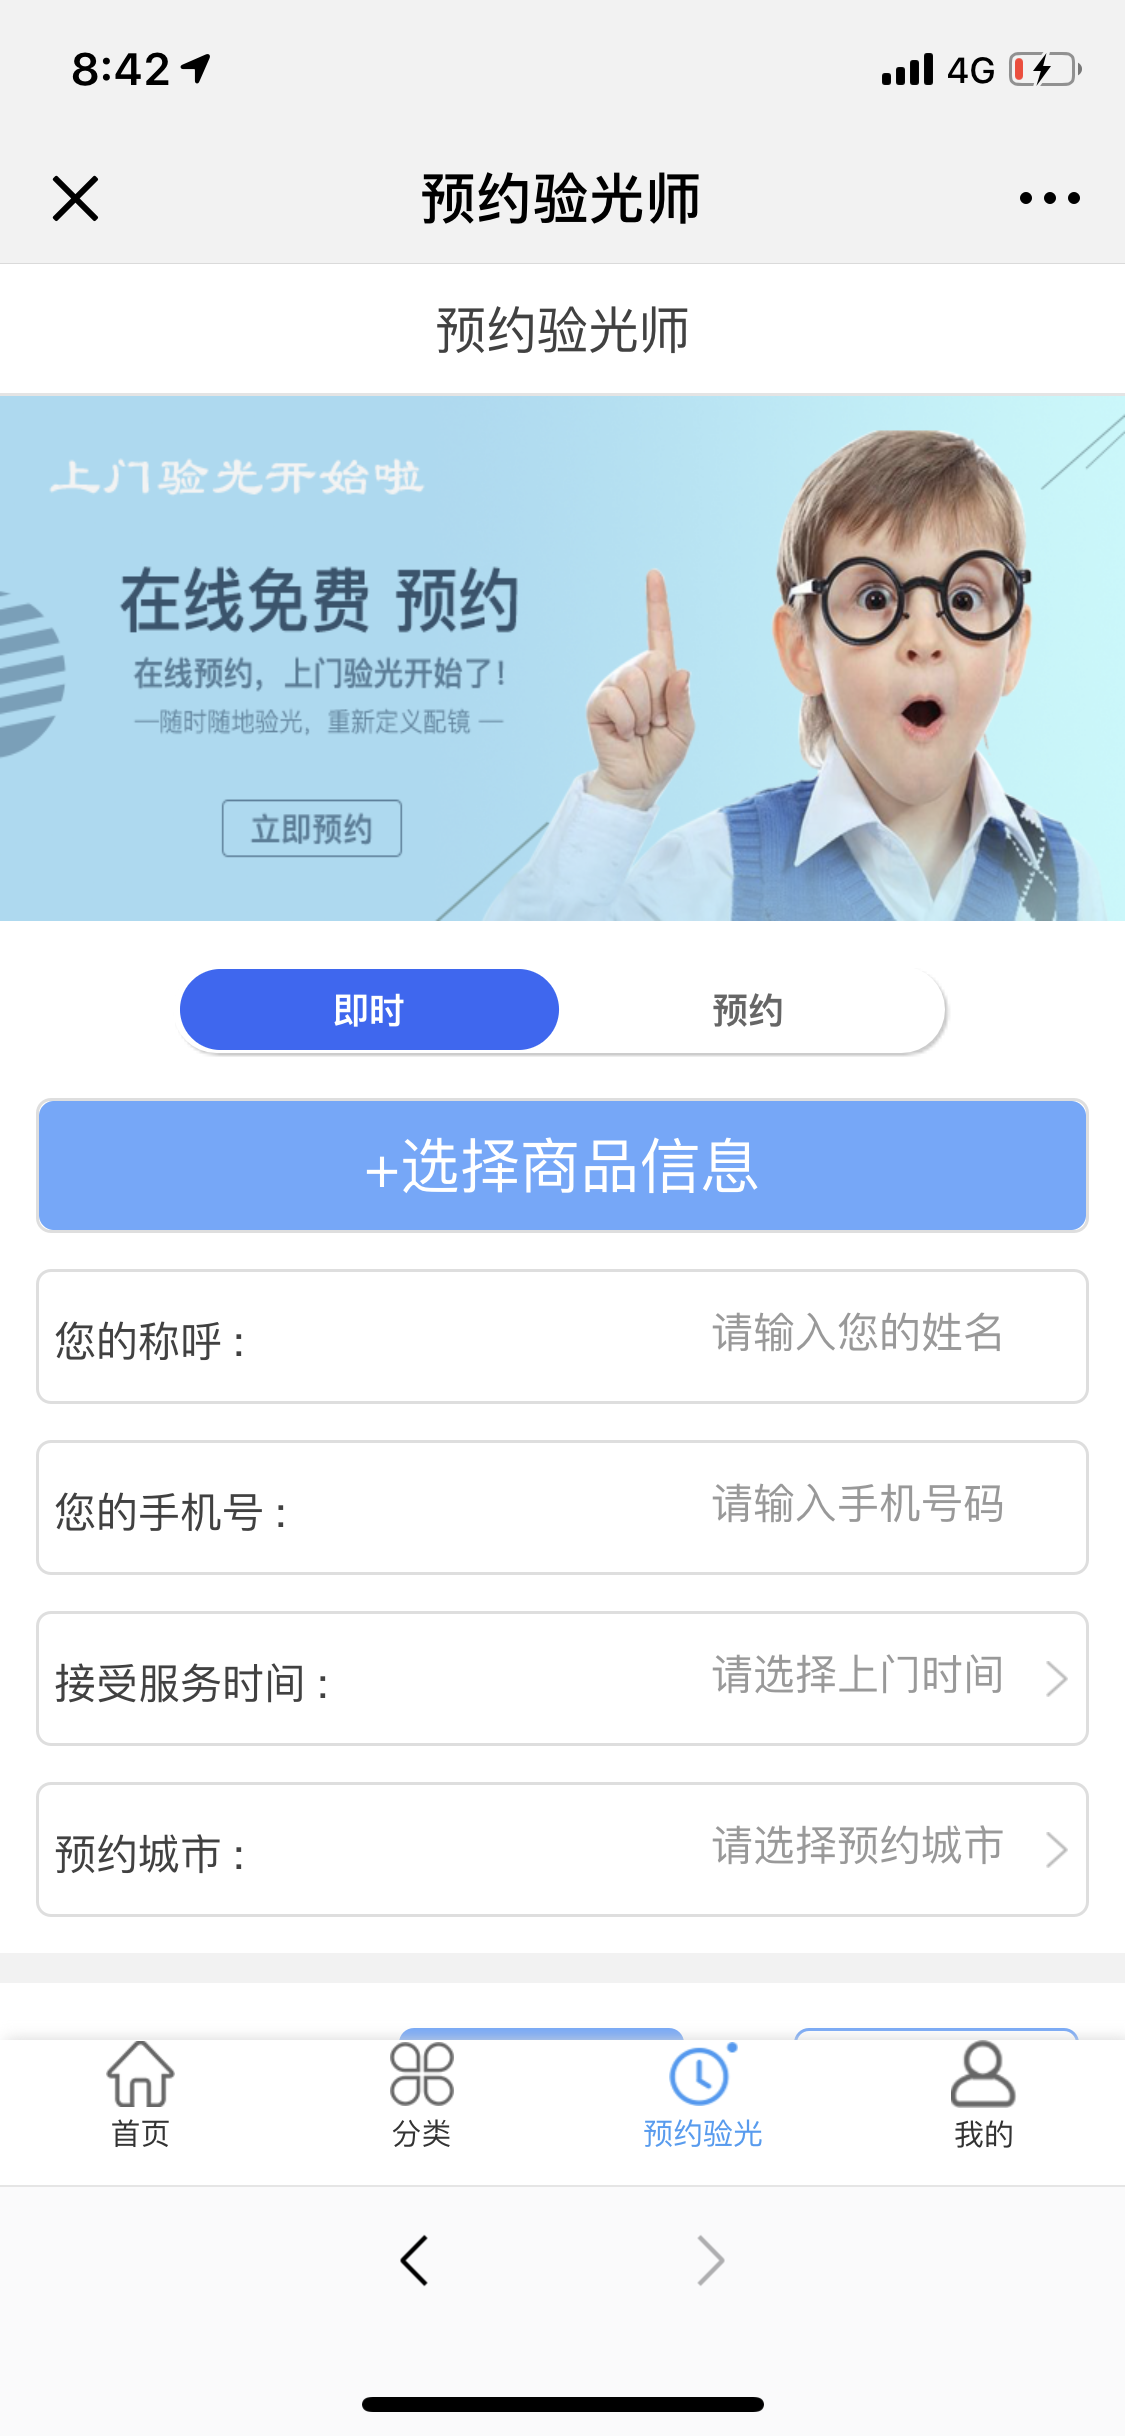 8:42
4G
预约验光师
预约验光师
上门验光开始啦
在线免费 预约
在线预约，上门验光开始了！
—随时随地验光，重新定义配镜 —
立即预约
即时
预约
+选择商品信息
您的称呼：
请输入您的姓名
您的手机号：
请输入手机号码
接受服务时间：
请选择上门时间
预约城市：
请选择预约城市
首页
分类
预约验光
我的